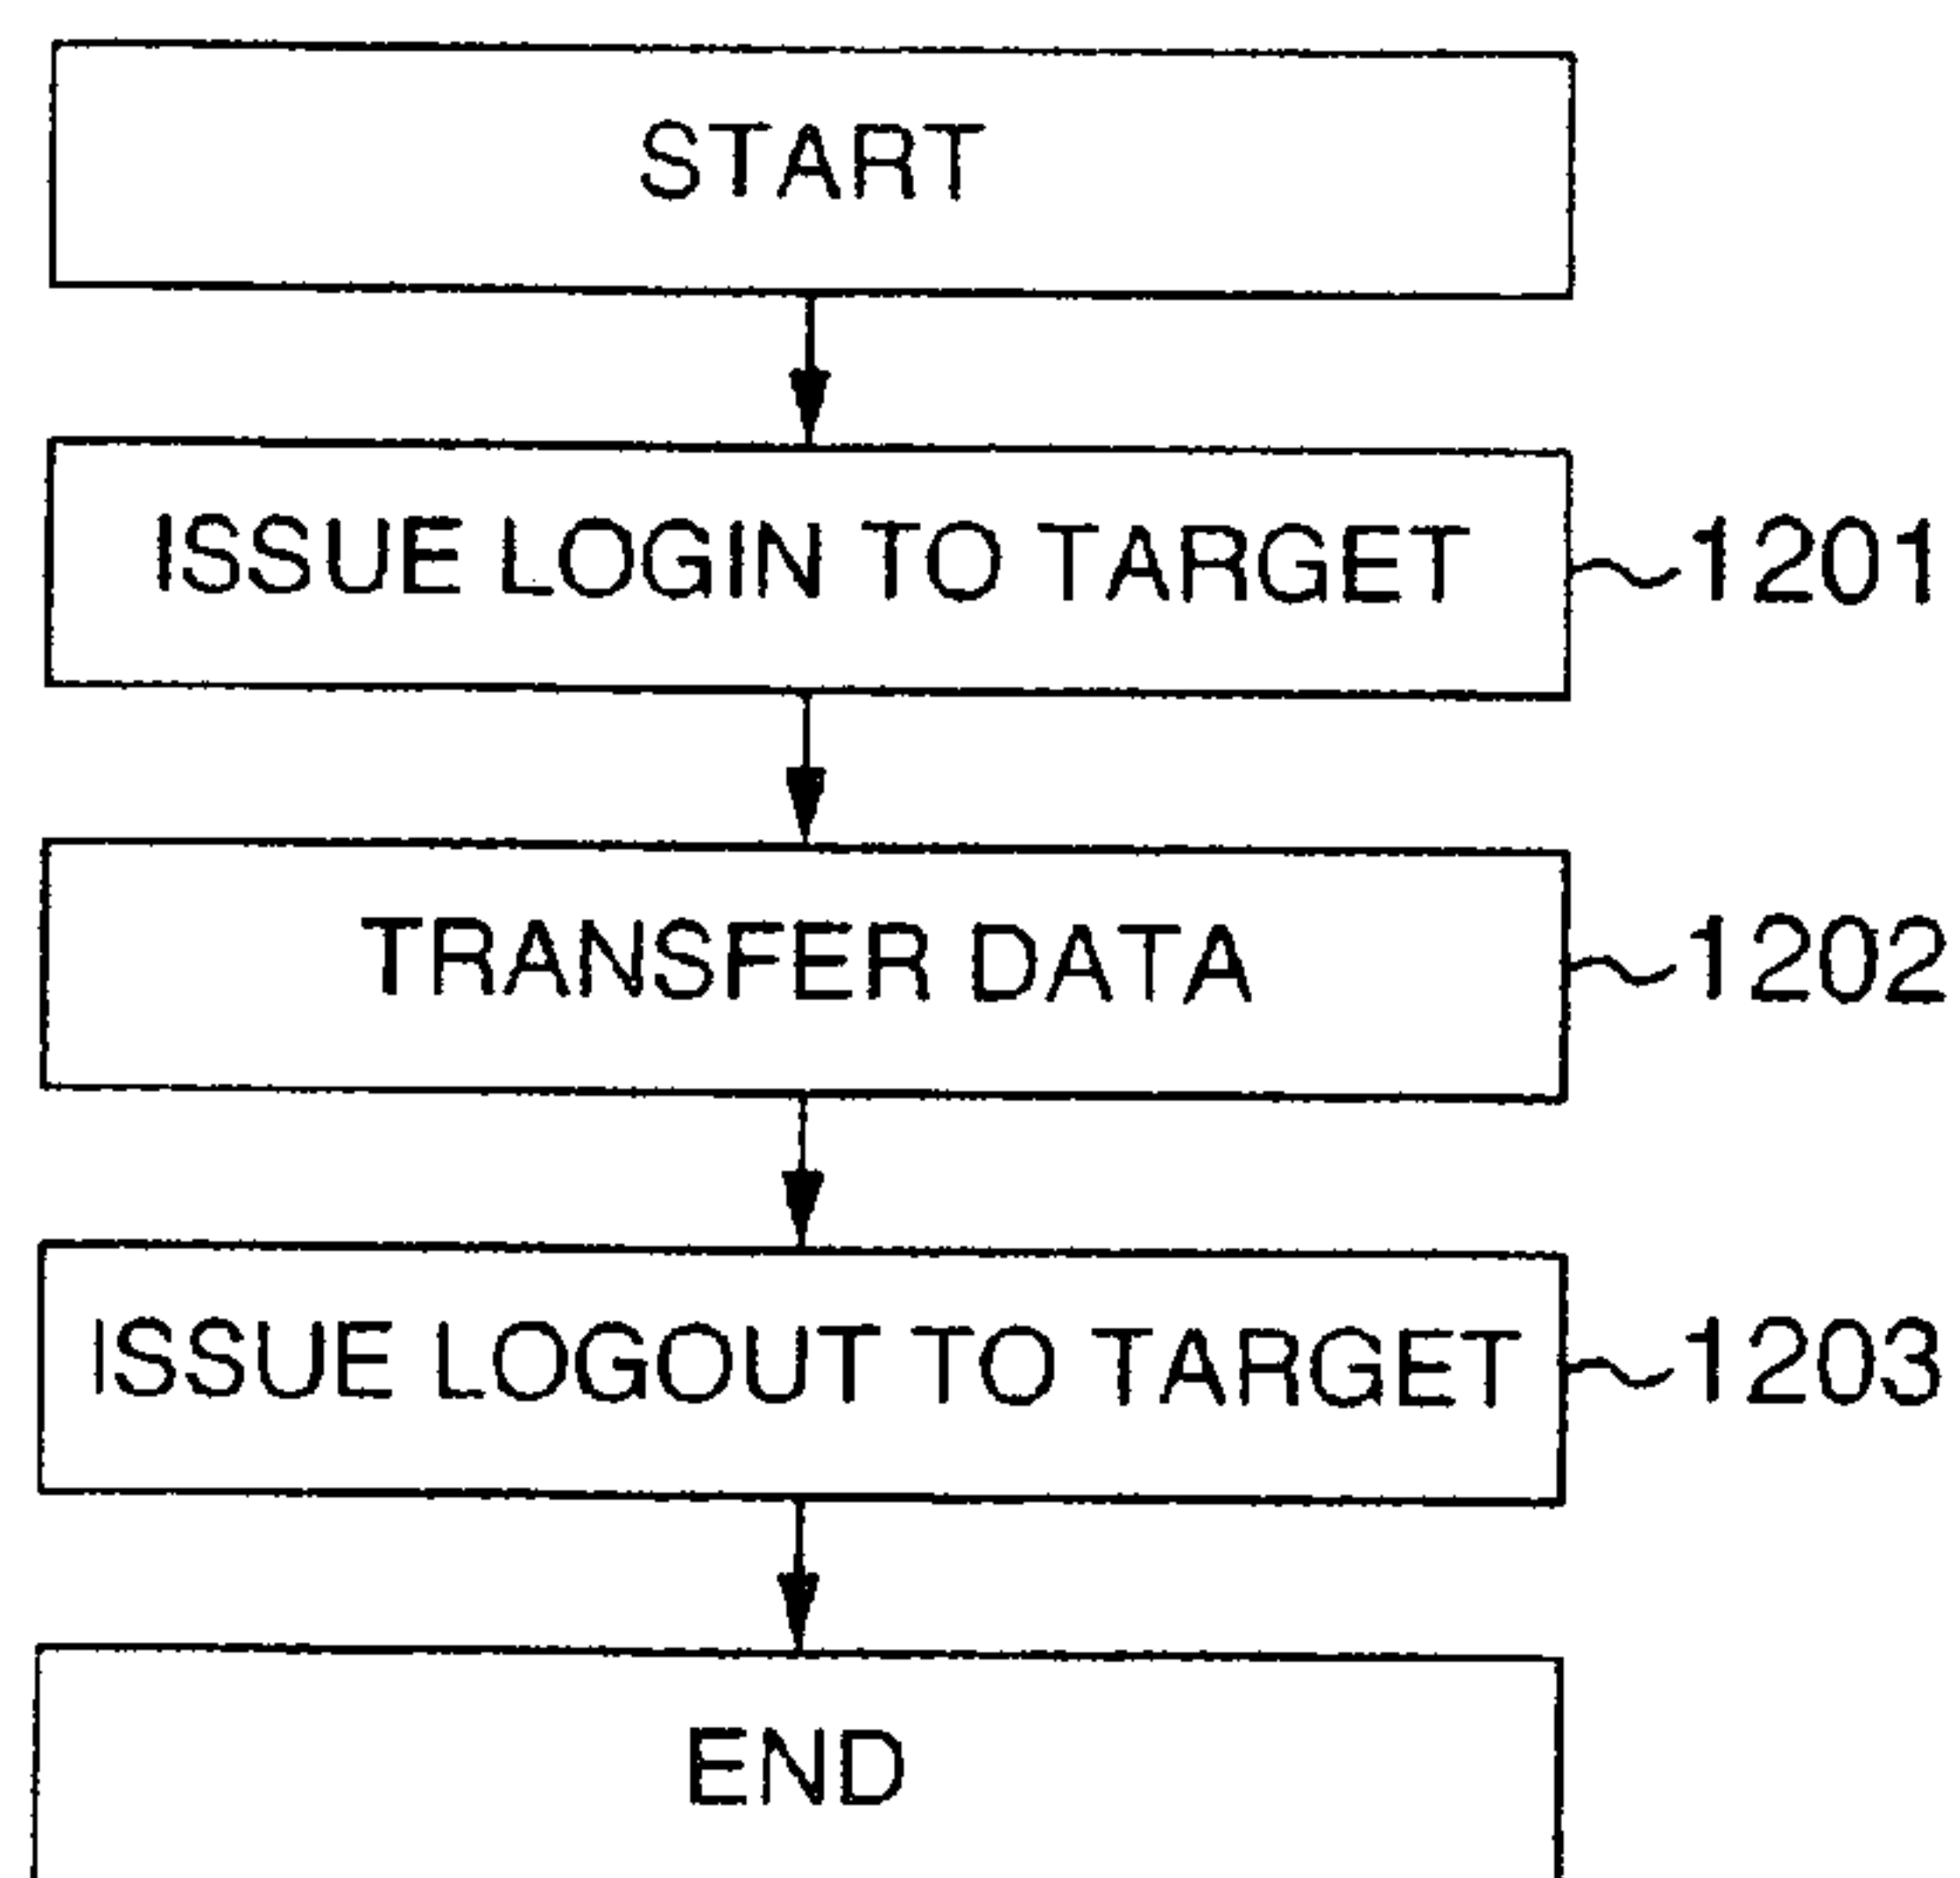 START
ISSUE LOGIN TO TARGET 1201
TRANSFER DATA 1202
ISSUE LOGOUT TO TARGET 1203
END